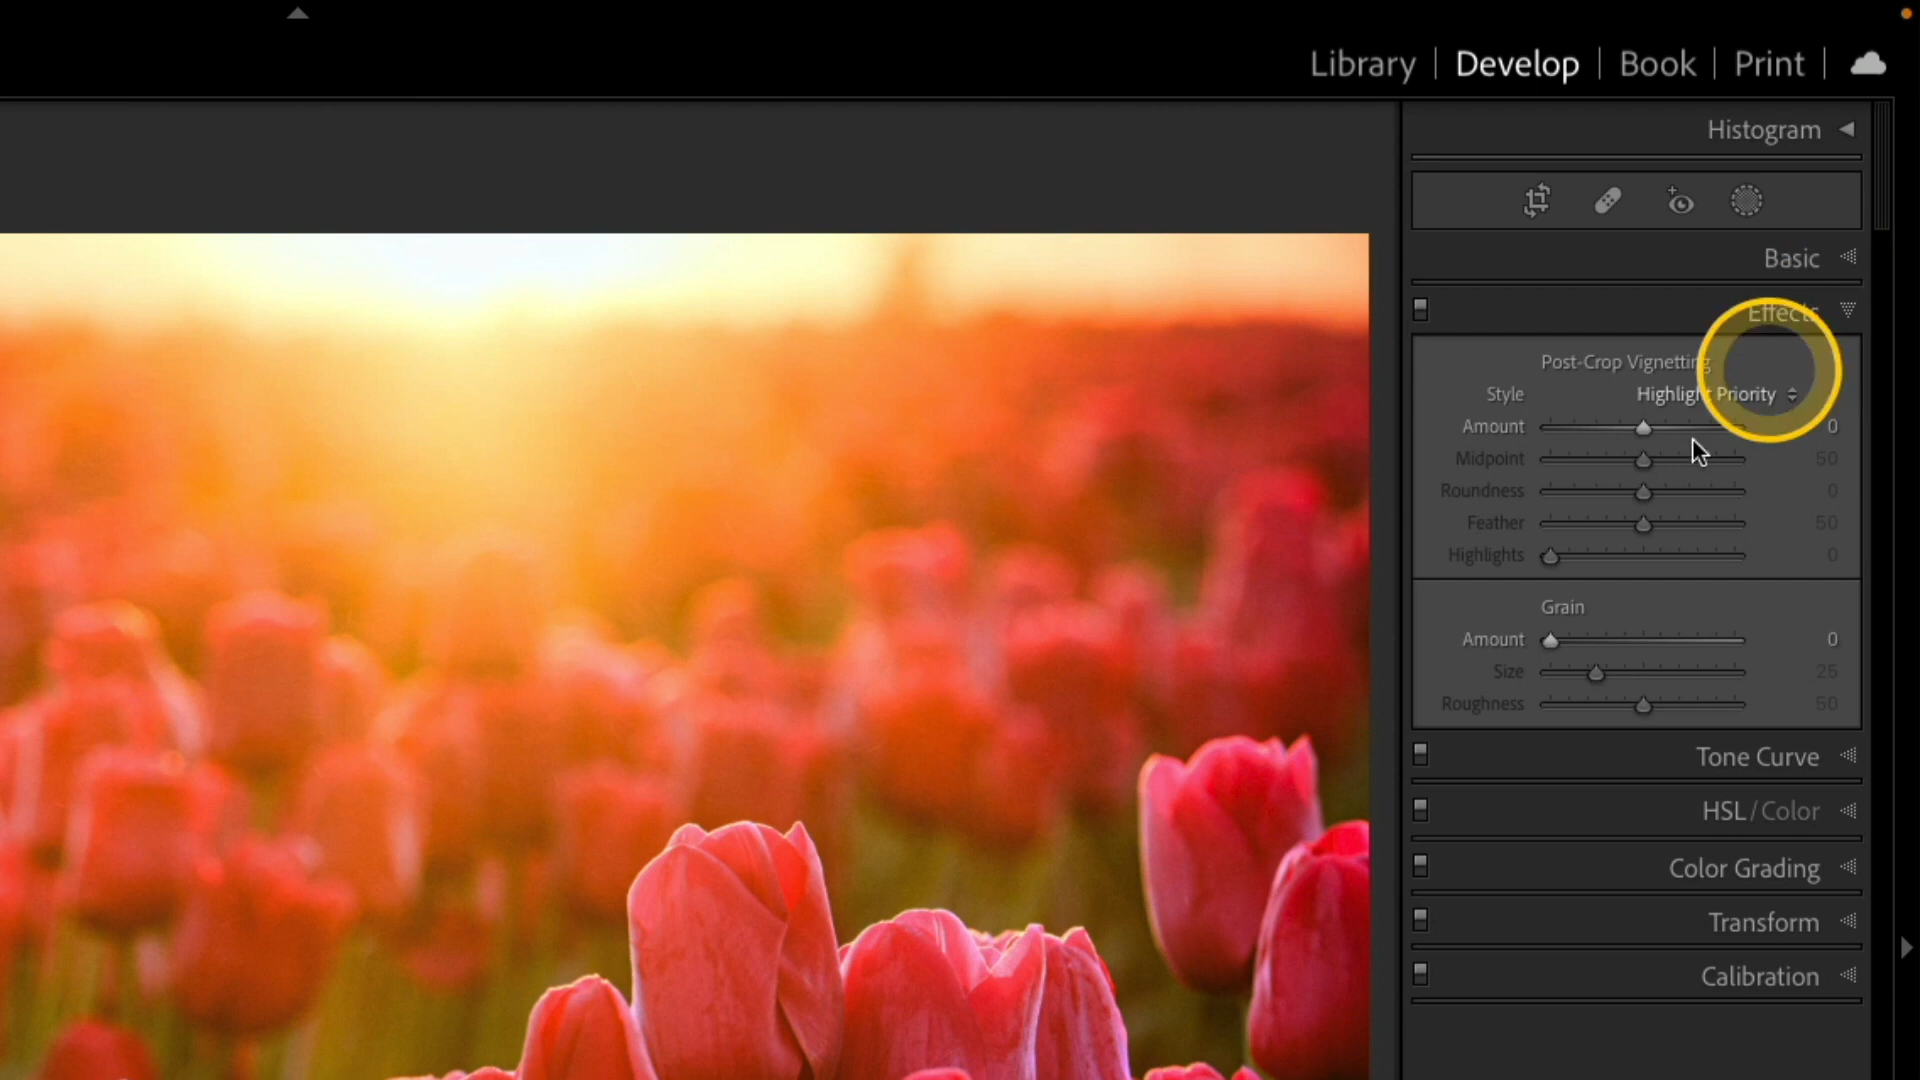 Library | Develop | Book | Print |
Histogram
Basic
Effects
Post-Crop Vignetting
Style Highlight Priority
Amount 0
Midpoint 50
Roundness 0
Feather 50
Highlights 0
Grain
Amount 0
Size 25
Roughness 50
Tone Curve
HSL / Color
Color Grading
Transform
Calibration